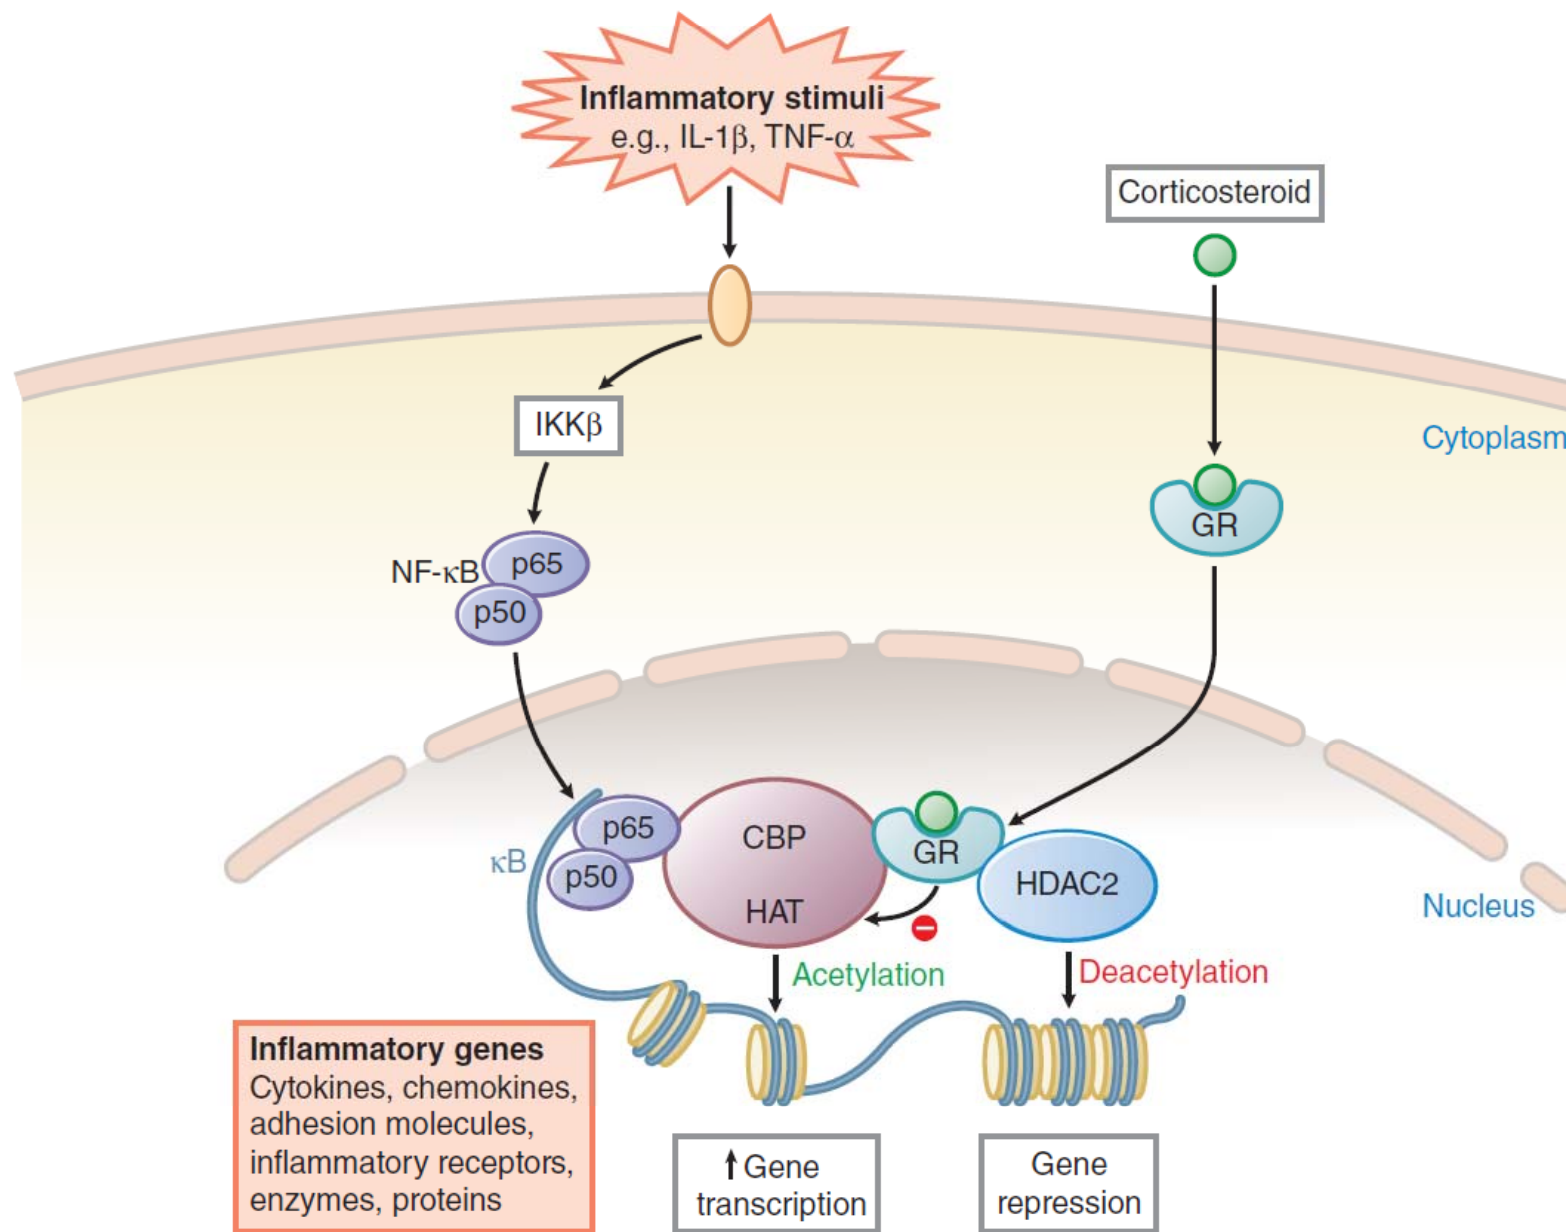 Inflammatory stimuli
e.g., IL-1β, TNF-α
Corticosteroid
IKKβ
Cytoplasm
GR
NF-κB
p65
p50
κB
p65
p50
CBP
HAT
GR
HDAC2
Nucleus
Acetylation
Deacetylation
Inflammatory genes
Cytokines, chemokines,
adhesion molecules,
inflammatory receptors,
enzymes, proteins
↑ Gene
transcription
Gene
repression